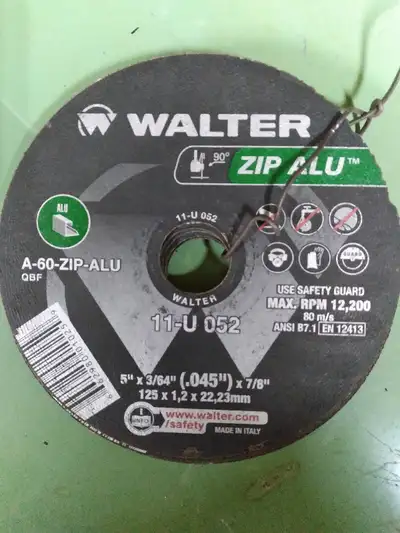 WALTER
90°
ZIP ALU™
ALU
11-U 052
A-60-ZIP-ALU
QBF
WALTER
11-U 052
USE SAFETY GUARD
MAX. RPM 12,200
80 m/s
ANSI B7.1 EN 12413
5" x 3/64" (.045") x 7/8"
125 x 1,2 x 22,23mm
INFO
www.walter.com
/safety
MADE IN ITALY